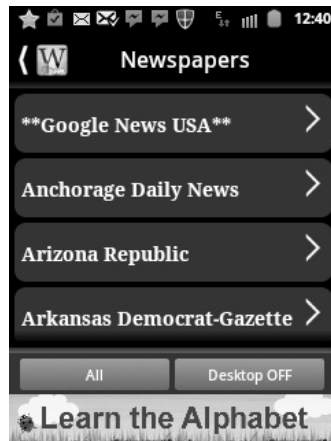 E 12:40
W Newspapers
**Google News USA**
Anchorage Daily News
Arizona Republic
Arkansas Democrat-Gazette
All Desktop OFF
Learn the Alphabet